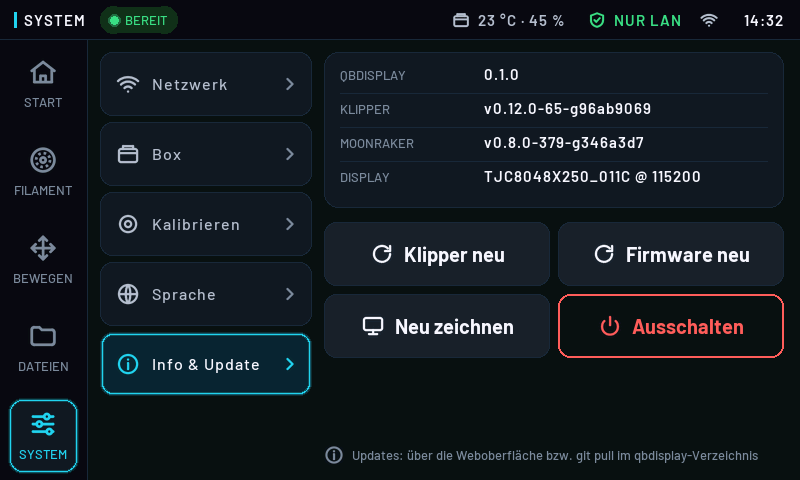 SYSTEM BEREIT 23 °C · 45 % NUR LAN 14:32
START
FILAMENT
BEWEGEN
DATEIEN
SYSTEM
Netzwerk
Box
Kalibrieren
Sprache
Info & Update
QBDISPLAY 0.1.0
KLIPPER v0.12.0-65-g96ab9069
MOONRAKER v0.8.0-379-g346a3d7
DISPLAY TJC8048X250_011C @ 115200
Klipper neu Firmware neu
Neu zeichnen Ausschalten
Updates: über die Weboberfläche bzw. git pull im qbdisplay-Verzeichnis